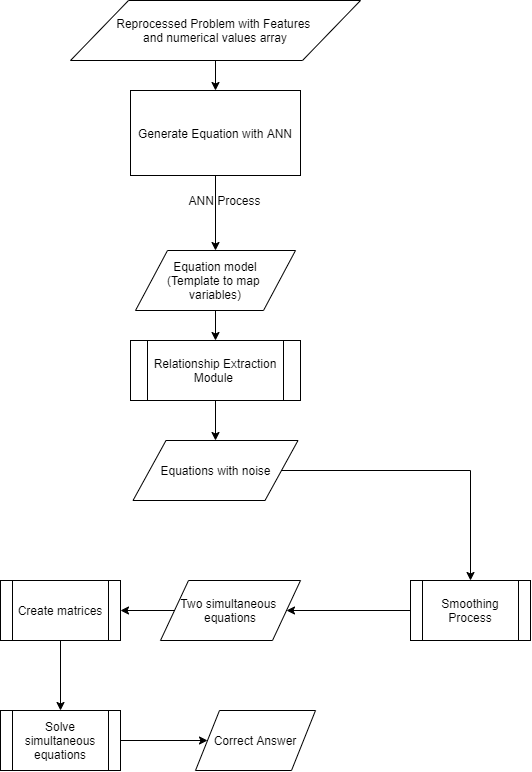 Reprocessed Problem with Features
and numerical values array
Generate Equation with ANN
ANN Process
Equation model
(Template to map
variables)
Relationship Extraction
Module
Equations with noise
Smoothing
Process
Two simultaneous
equations
Create matrices
Solve
simultaneous
equations
Correct Answer